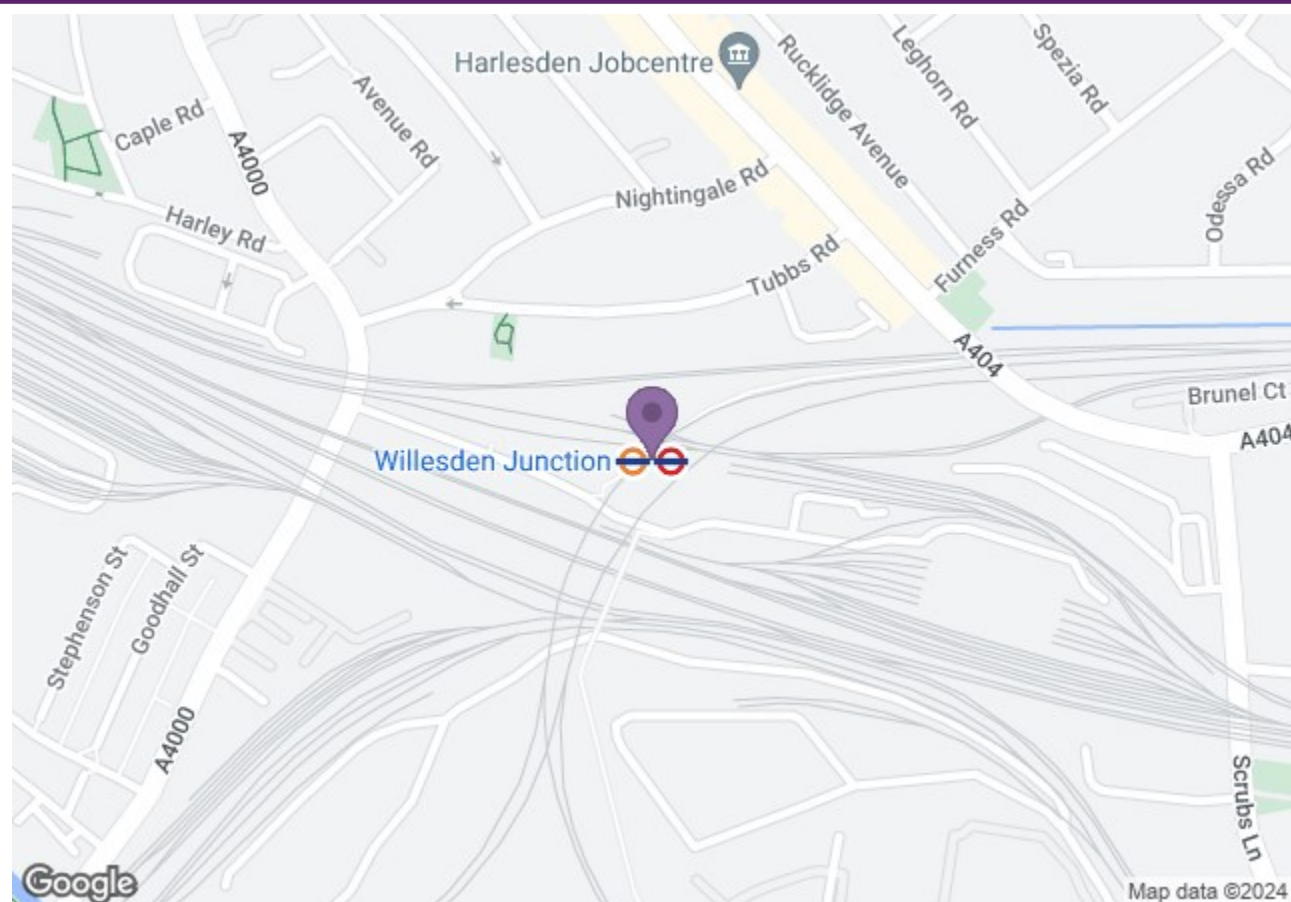 Harlesden Jobcentre
Rucklidge Avenue
Leghorn Rd
Spezia Rd
Caple Rd
A4000
Avenue Rd
Nightingale Rd
Odessa Rd
Harley Rd
Furness Rd
Tubbs Rd
A404
Brunel Ct
A404
Willesden Junction
Stephenson St
Goodhall St
A4000
Scrubs Ln
Google
Map data ©2024